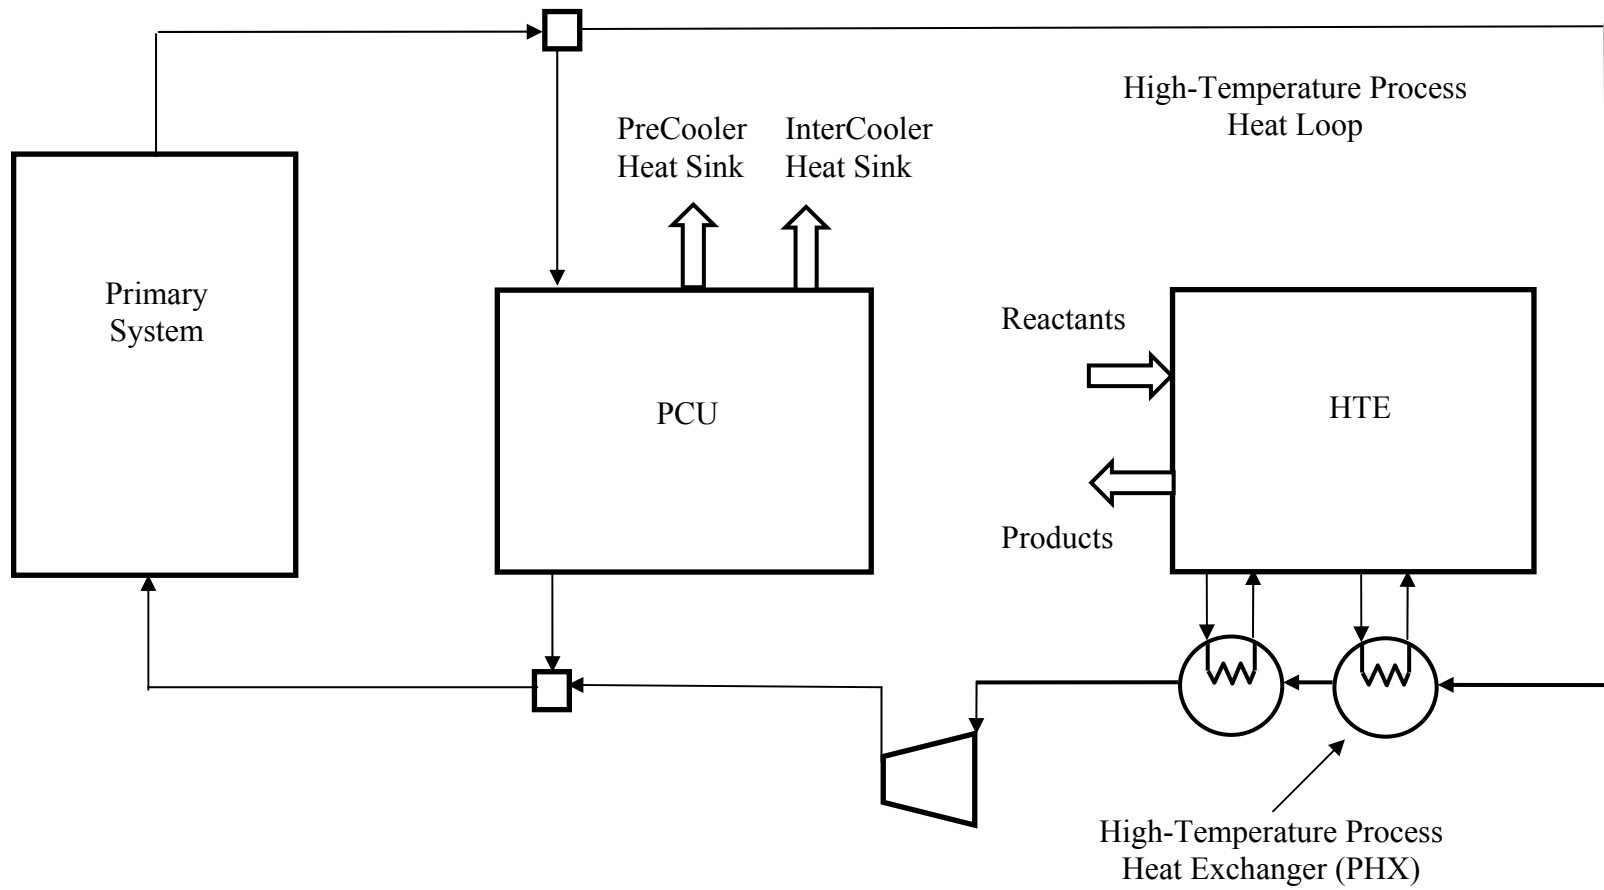 High-Temperature Process
Heat Loop
PreCooler
Heat Sink
InterCooler
Heat Sink
Primary
System
Reactants
PCU
HTE
Products
High-Temperature Process
Heat Exchanger (PHX)